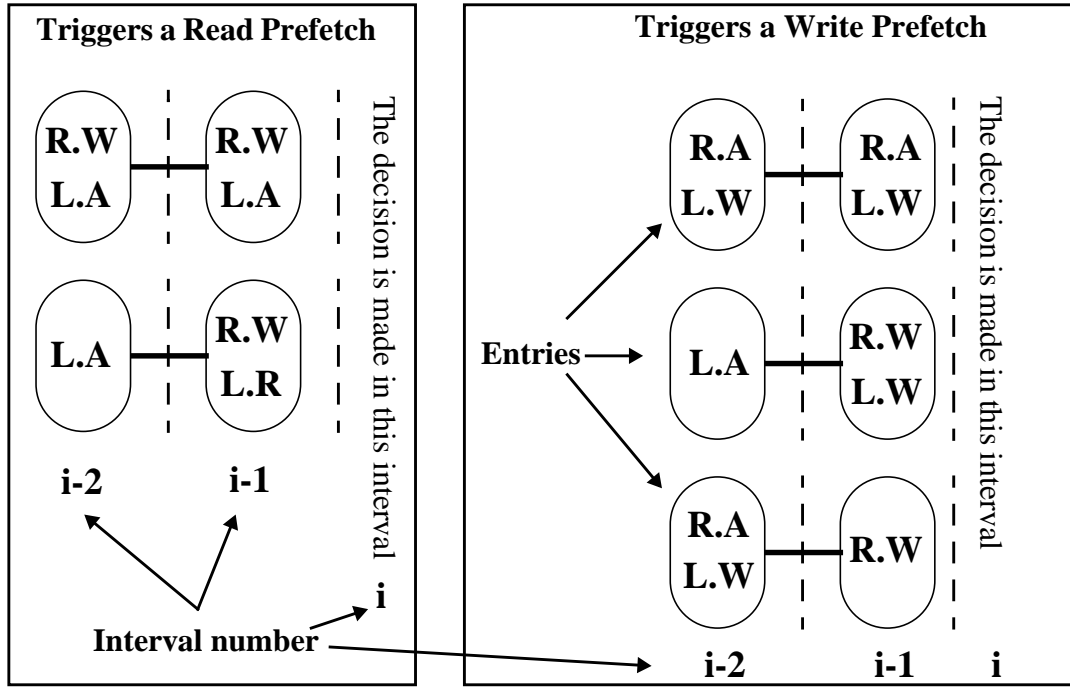 Triggers a Read Prefetch
R.W
L.A
R.W
L.A
L.A
R.W
L.R
i-2
i-1
The decision is made in this interval
i
Interval number
Triggers a Write Prefetch
R.A
L.W
R.A
L.W
Entries
L.A
R.W
L.W
R.A
L.W
R.W
The decision is made in this interval
i-2
i-1
i